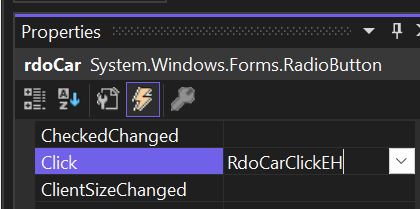 Properties
rdoCar System.Windows.Forms.RadioButton
CheckedChanged
Click RdoCarClickEH
ClientSizeChanged